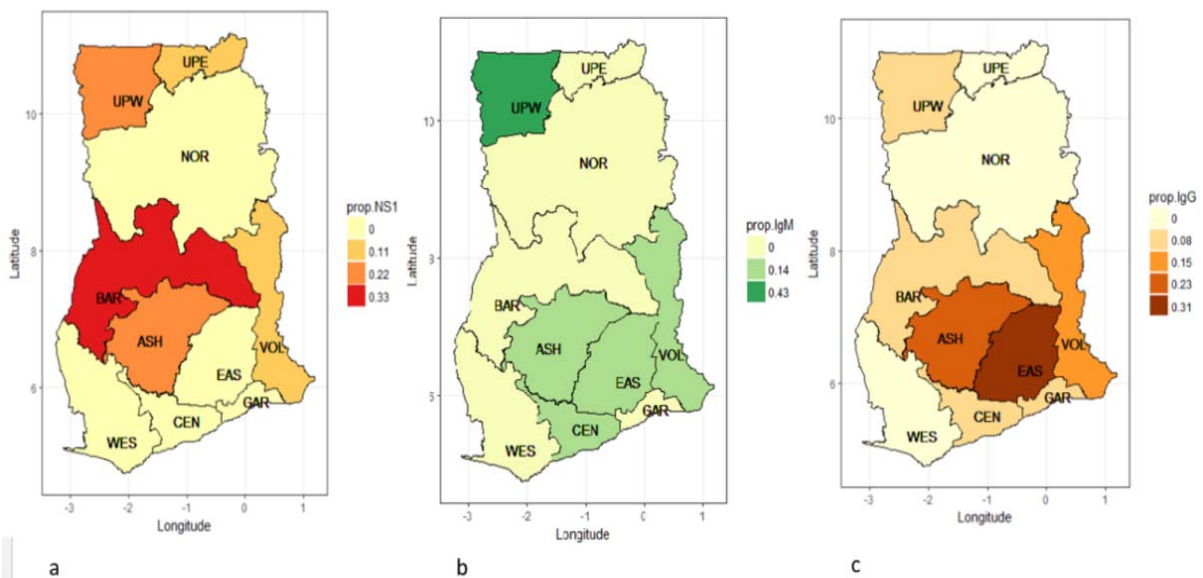 UPE
UPW
10
NOR
prop.NS1
0
0.11
0.22
0.33
Latitude
8
BAR
ASH
VOL
6
EAS
GAR
CEN
WES
-3
-2
-1
0
1
Longitude
a
UPE
UPW
10
NOR
prop.IgM
0
0.14
0.43
Latitude
8
BAR
ASH
VOL
EAS
GAR
CEN
WES
-3
-2
-1
0
1
Longitude
b
UPE
UPW
10
NOR
prop.IgG
0
0.08
0.15
0.23
0.31
Latitude
8
BAR
ASH
VOL
EAS
6
GAR
CEN
WES
-3
-2
-1
0
1
Longitude
c